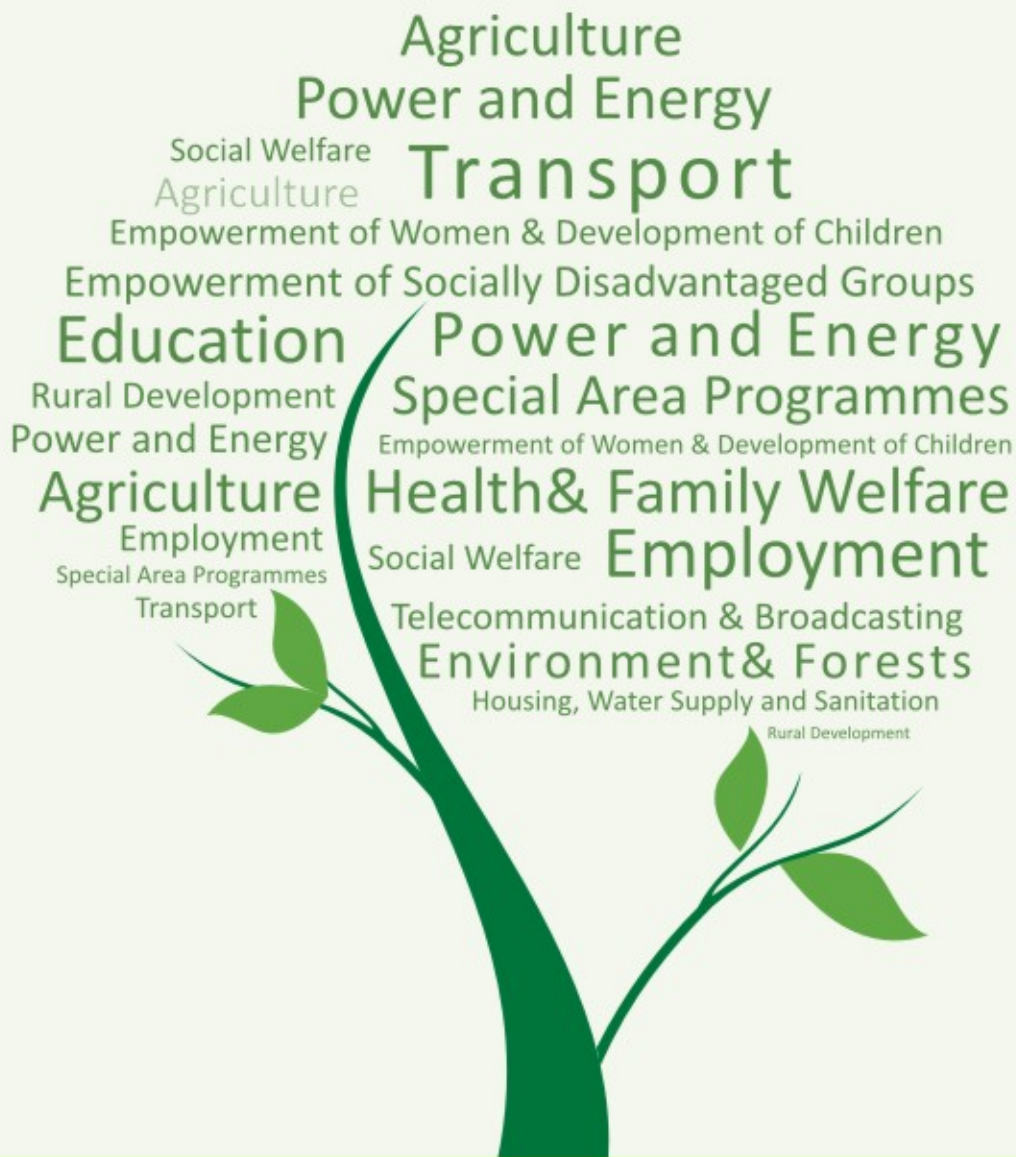 Agriculture
Power and Energy
Social Welfare
Transport
Agriculture
Empowerment of Women & Development of Children
Empowerment of Socially Disadvantaged Groups
Education
Power and Energy
Rural Development
Special Area Programmes
Power and Energy
Empowerment of Women & Development of Children
Agriculture
Health& Family Welfare
Employment
Social Welfare
Employment
Special Area Programmes
Transport
Telecommunication & Broadcasting
Environment& Forests
Housing, Water Supply and Sanitation
Rural Development